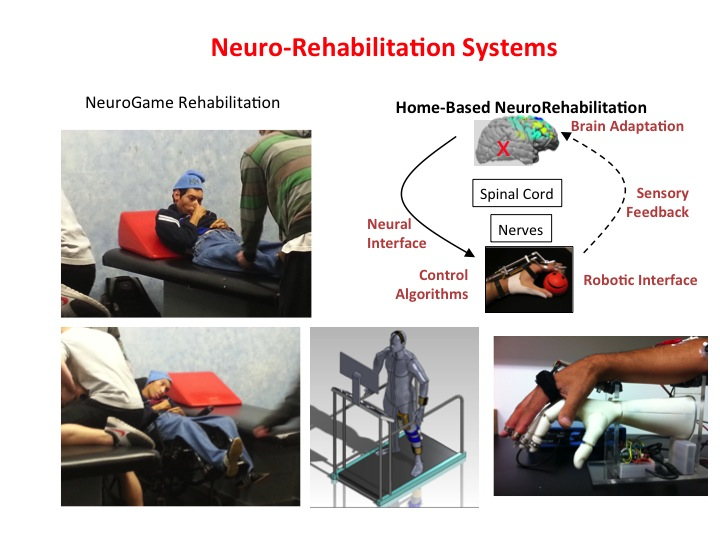 Neuro-Rehabilitation Systems
NeuroGame Rehabilitation
Home-Based NeuroRehabilitation
Brain Adaptation
X
Spinal Cord
Sensory
Feedback
Neural
Interface
Nerves
Control
Algorithms
Robotic Interface